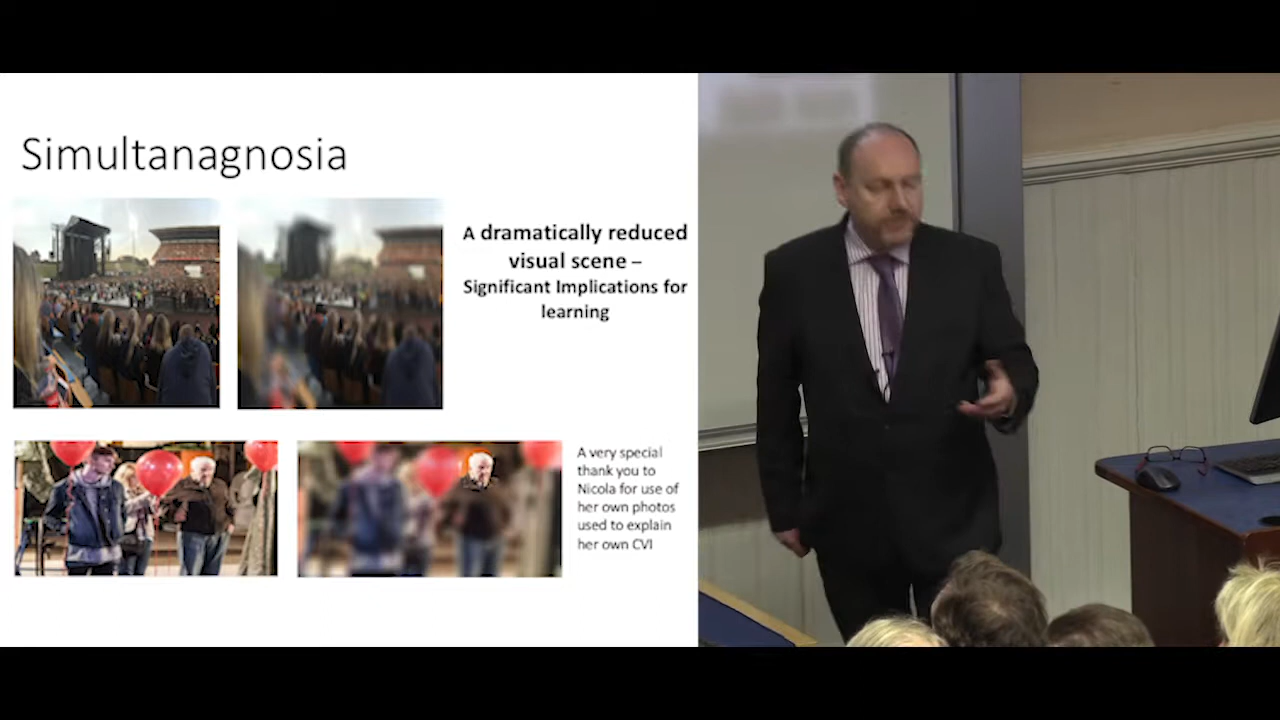 Simultanagnosia
A dramatically reduced
visual scene –
Significant Implications for
learning
A very special
thank you to
Nicola for use of
her own photos
used to explain
her own CVI